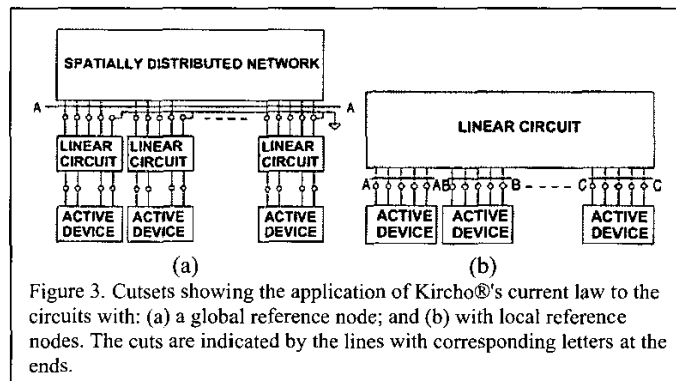 SPATIALLY DISTRIBUTED NETWORK
A A
LINEAR CIRCUIT LINEAR CIRCUIT LINEAR CIRCUIT
ACTIVE DEVICE ACTIVE DEVICE ACTIVE DEVICE
(a)
LINEAR CIRCUIT
A A B B C C
ACTIVE DEVICE ACTIVE DEVICE ACTIVE DEVICE
(b)
Figure 3. Cutsets showing the application of Kircho®'s current law to the
circuits with: (a) a global reference node; and (b) with local reference
nodes. The cuts are indicated by the lines with corresponding letters at the
ends.